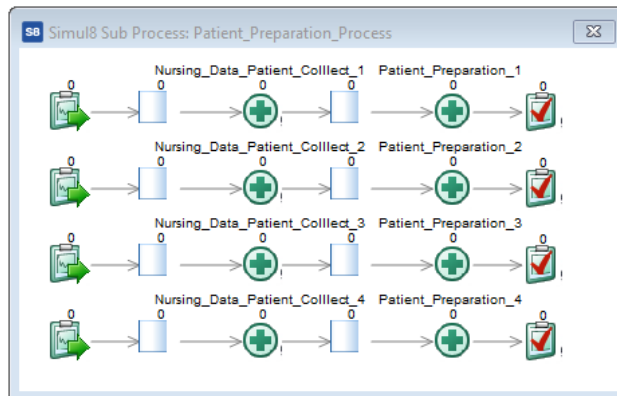 S8 Simul8 Sub Process: Patient_Preparation_Process
Nursing_Data_Patient_Colllect_1 Patient_Preparation_1
0 0 0 0 0 0
! !
Nursing_Data_Patient_Colllect_2 Patient_Preparation_2
0 0 0 0 0 0
! !
Nursing_Data_Patient_Colllect_3 Patient_Preparation_3
0 0 0 0 0 0
! !
Nursing_Data_Patient_Colllect_4 Patient_Preparation_4
0 0 0 0 0 0
! !